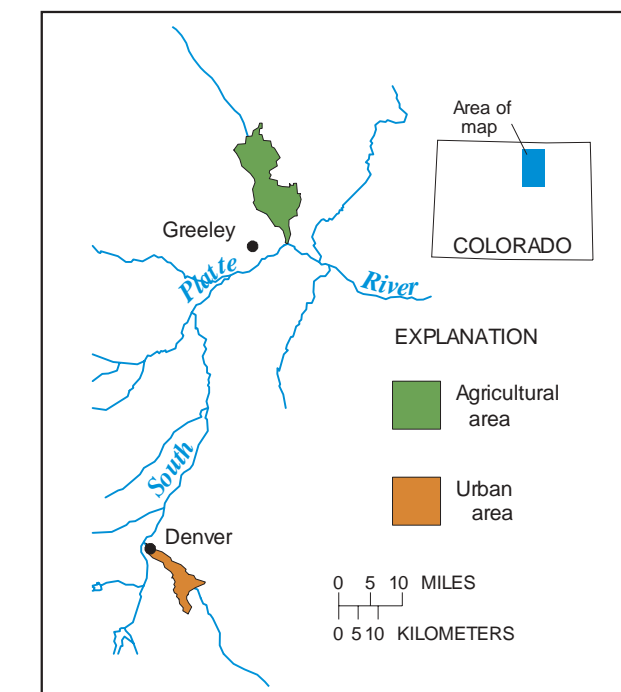 Area of
map
COLORADO
Greeley
Platte
River
EXPLANATION
Agricultural
area
South
Urban
area
Denver
0 5 10 MILES
0 5 10 KILOMETERS